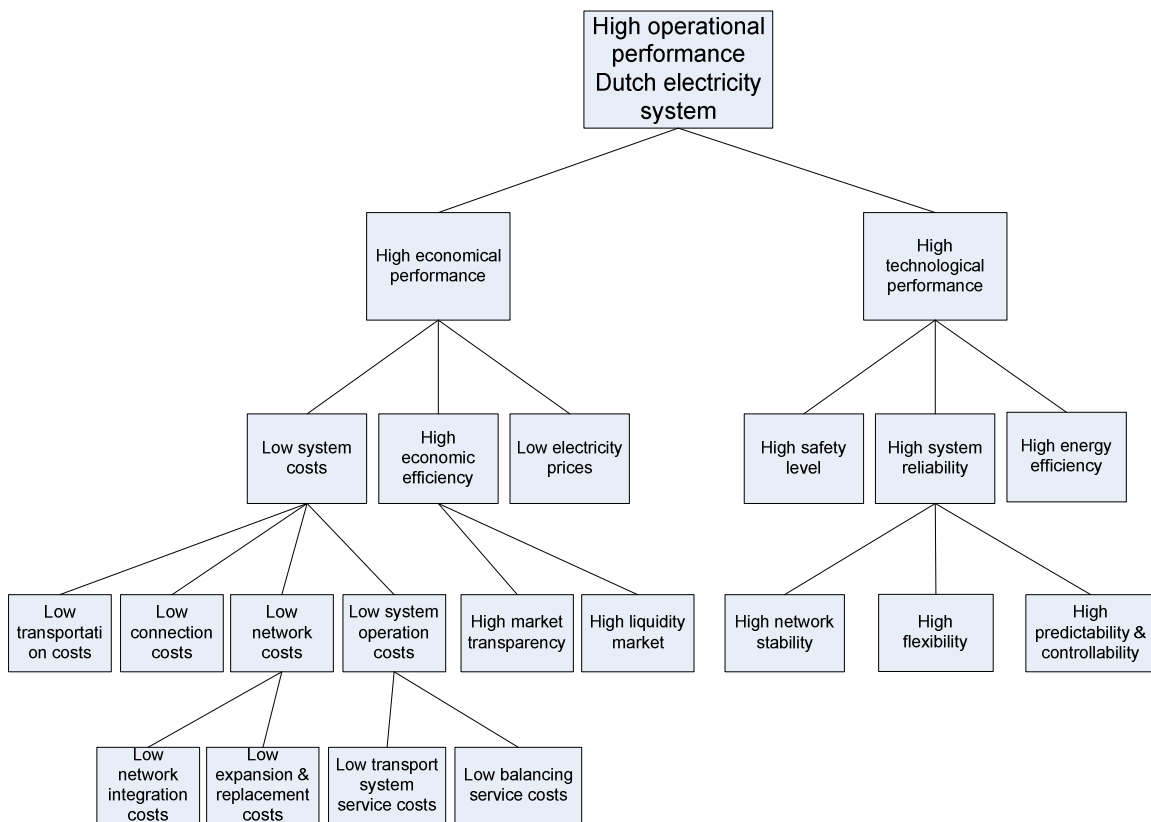 High operational
performance
Dutch electricity
system
High economical
performance
High
technological
performance
Low system
costs
High
economic
efficiency
Low electricity
prices
High safety
level
High system
reliability
High energy
efficiency
Low
transportati
on costs
Low
connection
costs
Low
network
costs
Low system
operation
costs
High market
transparency
High liquidity
market
High network
stability
High
flexibility
High
predictability &
controllability
Low
network
integration
costs
Low
expansion &
replacement
costs
Low transport
system
service costs
Low balancing
service costs